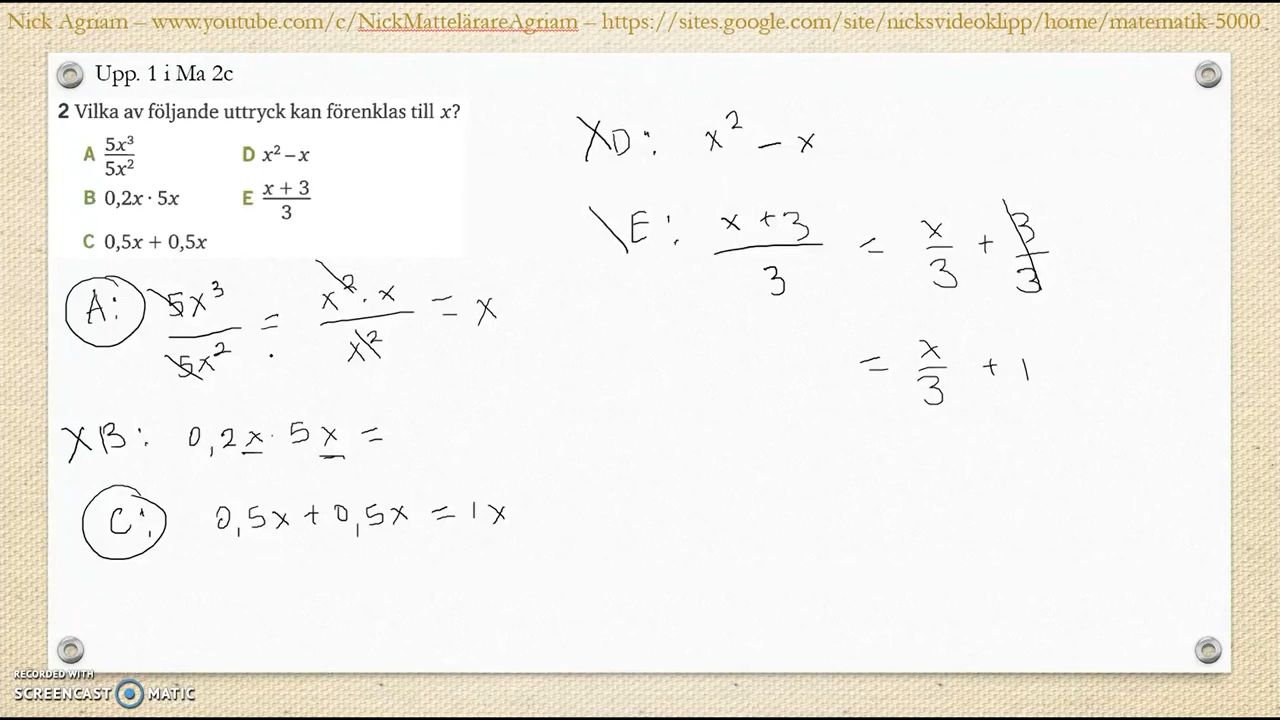 Nick Agriam – www.youtube.com/c/NickMattelärareAgriam – https://sites.google.com/site/nicksvideoklipp/home/matematik-5000
Upp. 1 i Ma 2c
2 Vilka av följande uttryck kan förenklas till x?
A 5x³/5x²
D x² – x
B 0,2x · 5x
E (x + 3)/3
C 0,5x + 0,5x
A: 5x³/5x² = x² · x/x² = x
XB: 0,2x · 5x =
C: 0,5x + 0,5x = 1x
XD: x² – x
\E: (x + 3)/3 = x/3 + 3/3
= x/3 + 1
RECORDED WITH
SCREENCAST MATIC